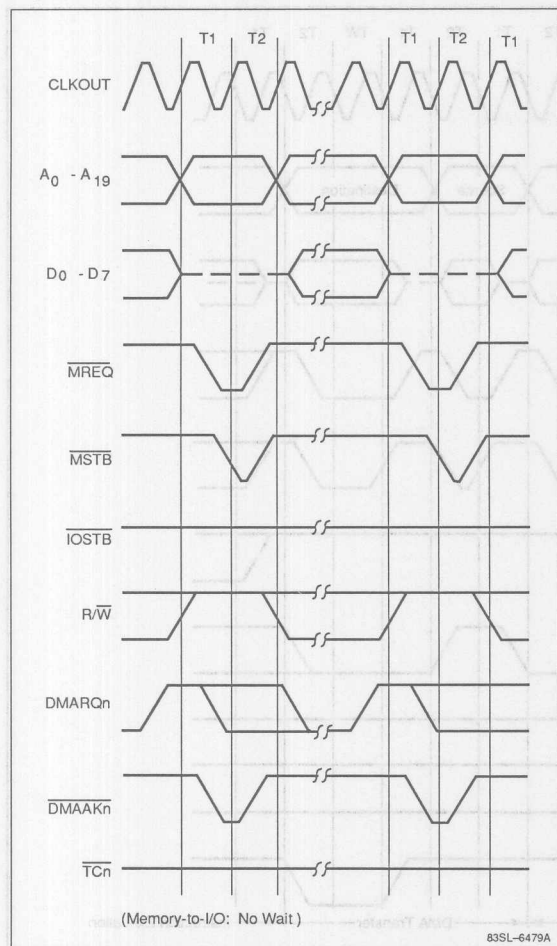 T1 T2 T1 T2 T1
CLKOUT
A0 - A19
D0 - D7
MREQ
MSTB
IOSTB
R/W
DMARQn
DMAAKn
TCn
(Memory-to-I/O: No Wait)
83SL-6479A